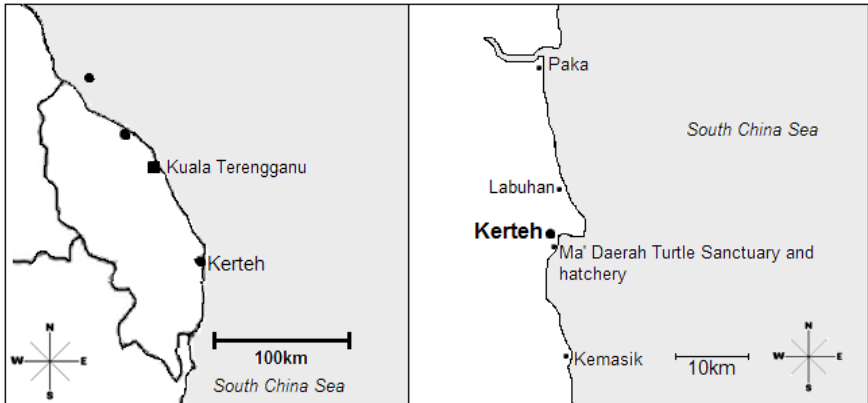 Kuala Terengganu
Kerteh
N
W
E
S
100km
South China Sea
Paka
South China Sea
Labuhan
Kerteh
Ma' Daerah Turtle Sanctuary and
hatchery
Kemasik
10km
N
W
E
S